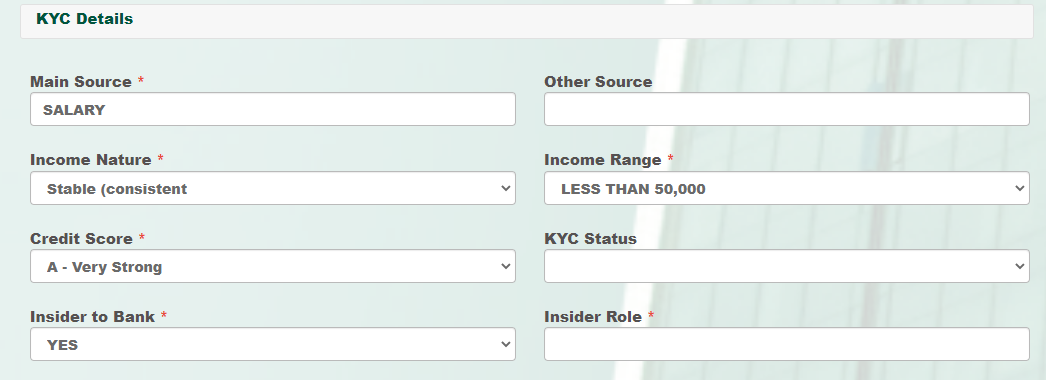 KYC Details
Main Source *
Other Source
SALARY
Income Nature *
Income Range *
Stable (consistent
LESS THAN 50,000
Credit Score *
KYC Status
A - Very Strong
Insider to Bank *
Insider Role *
YES